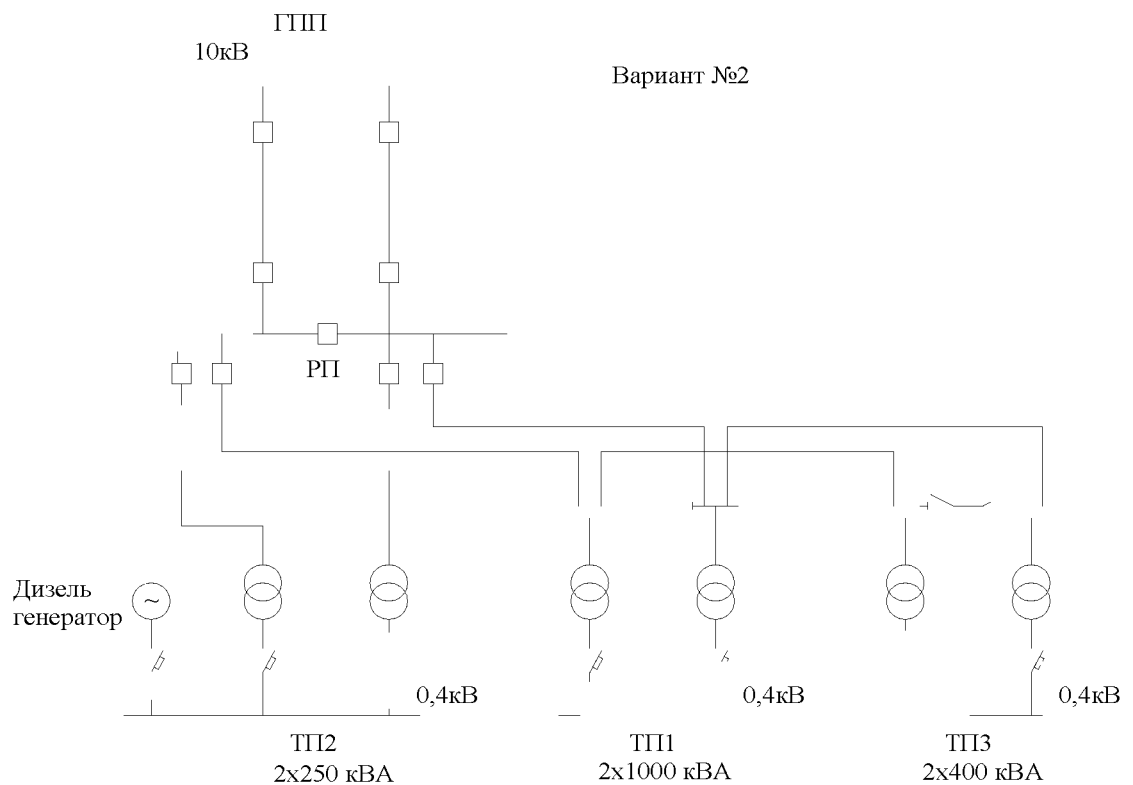 ГПП
10кВ
Вариант №2
РП
Дизель
генератор
~
0,4кВ
0,4кВ
0,4кВ
ТП2
2х250 кВА
ТП1
2х1000 кВА
ТП3
2х400 кВА